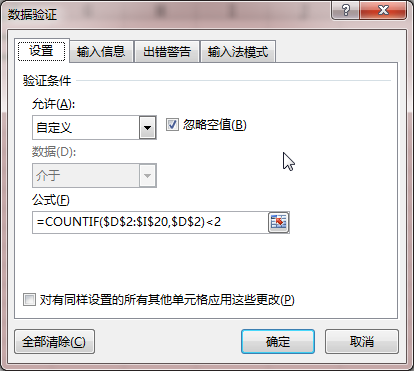 数据验证
设置 输入信息 出错警告 输入法模式
验证条件
允许(A):
自定义 忽略空值(B)
数据(D):
介于
公式(F)
=COUNTIF($D$2:$I$20,$D$2)<2
对有同样设置的所有其他单元格应用这些更改(P)
全部清除(C) 确定 取消